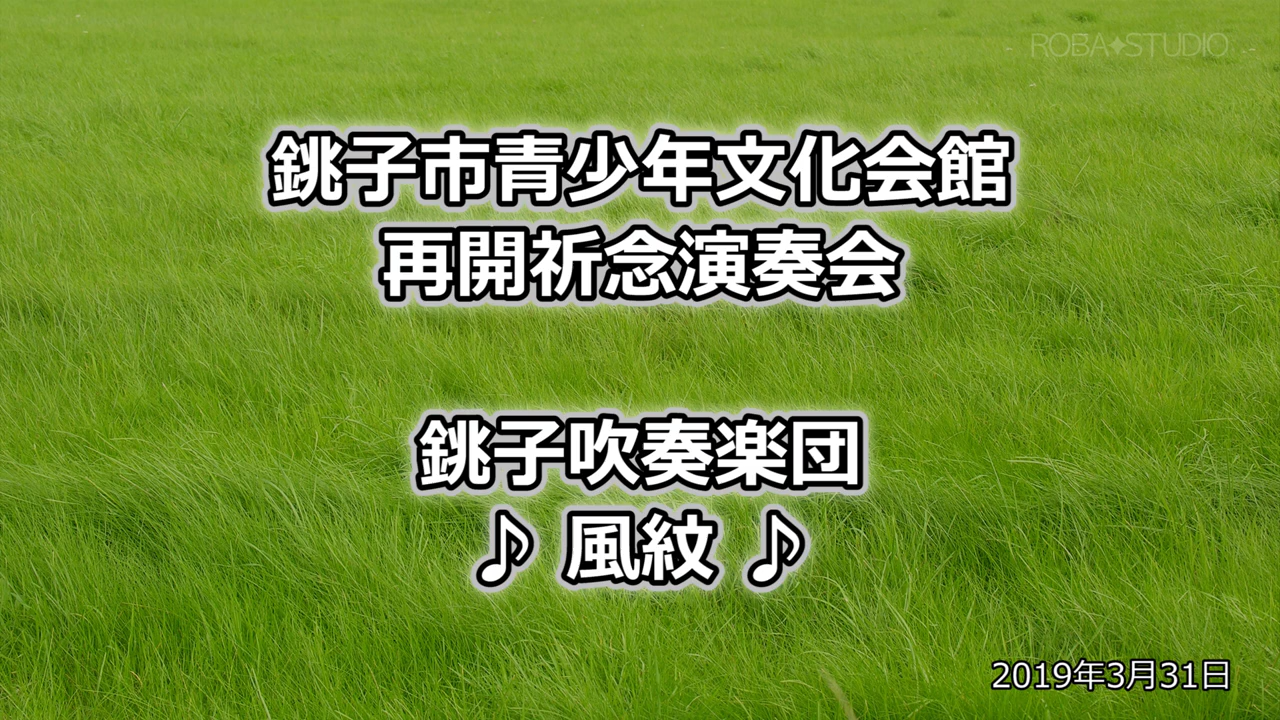 - ROBA✦STUDIO -
銚子市青少年文化会館
再開祈念演奏会
銚子吹奏楽団
♪ 風紋 ♪
2019年3月31日